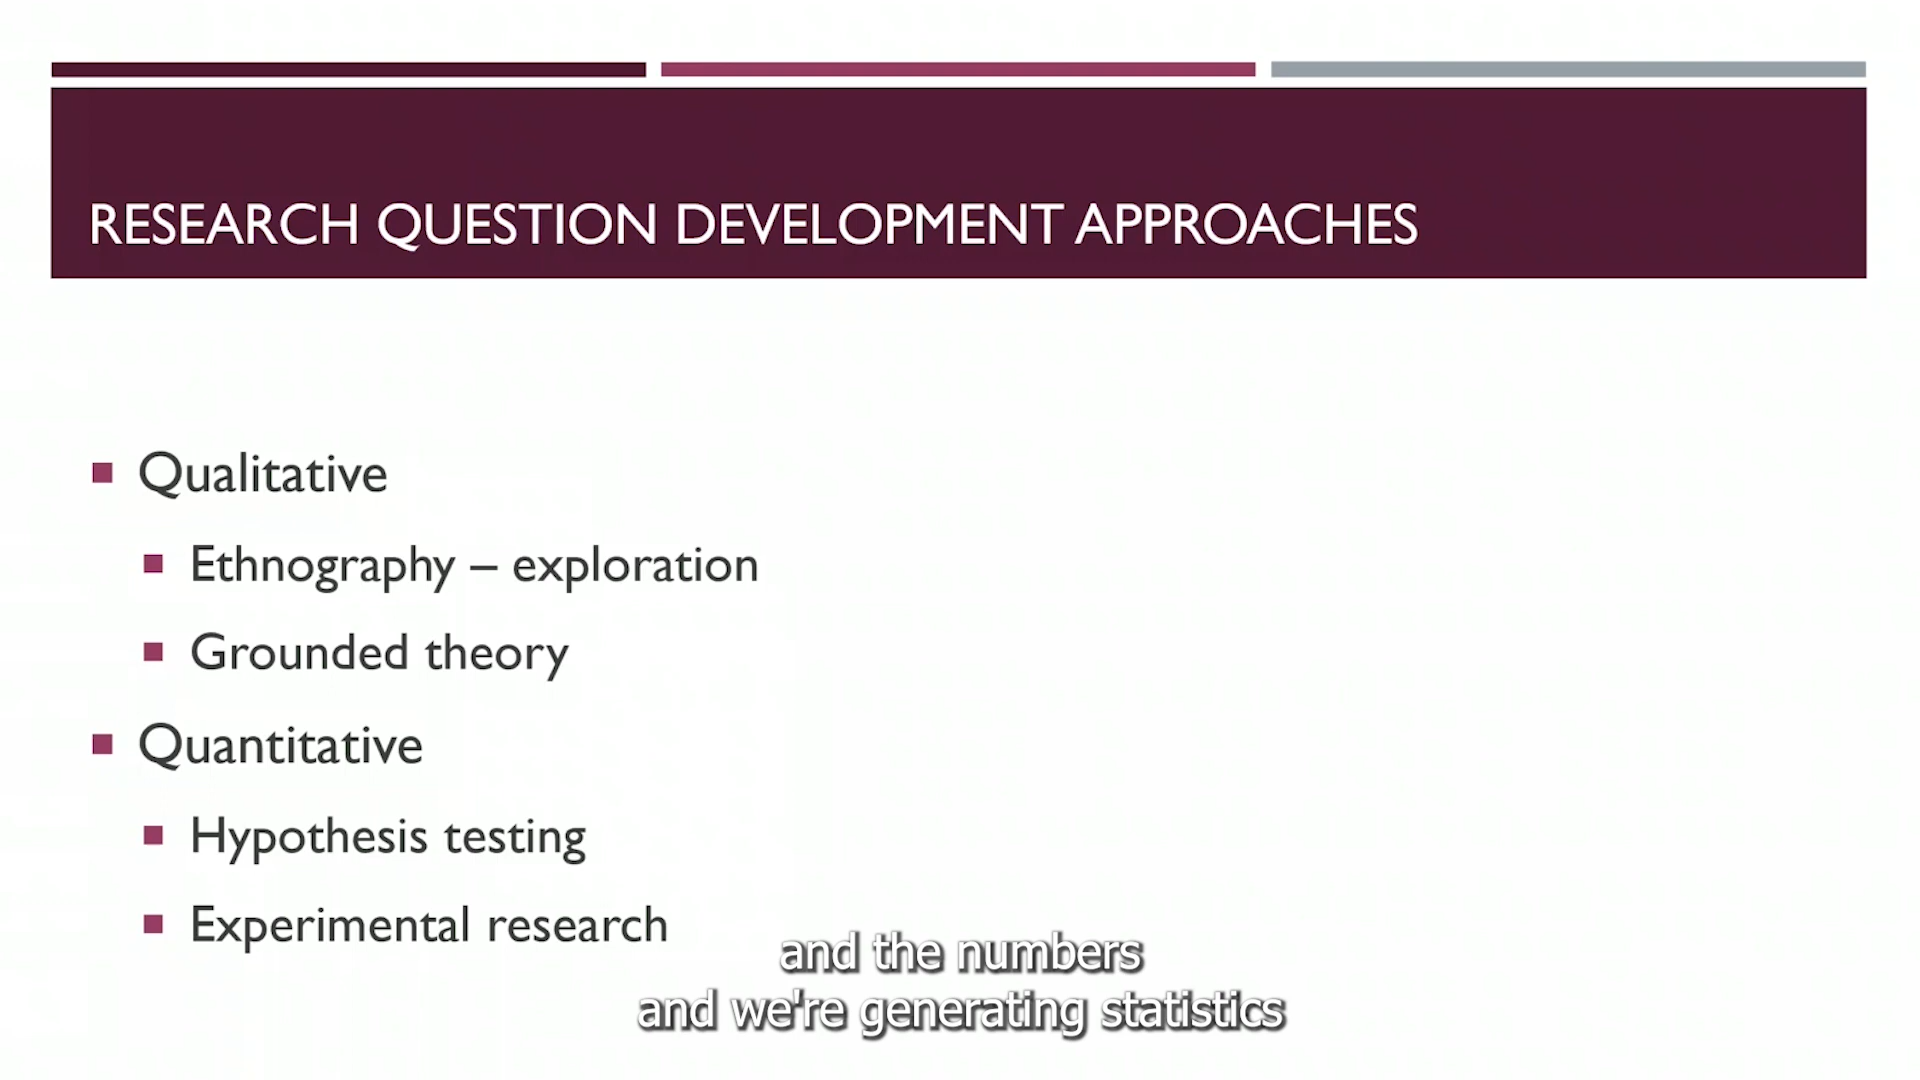 RESEARCH QUESTION DEVELOPMENT APPROACHES
Qualitative
Ethnography – exploration
Grounded theory
Quantitative
Hypothesis testing
Experimental research
and the numbers
and we're generating statistics